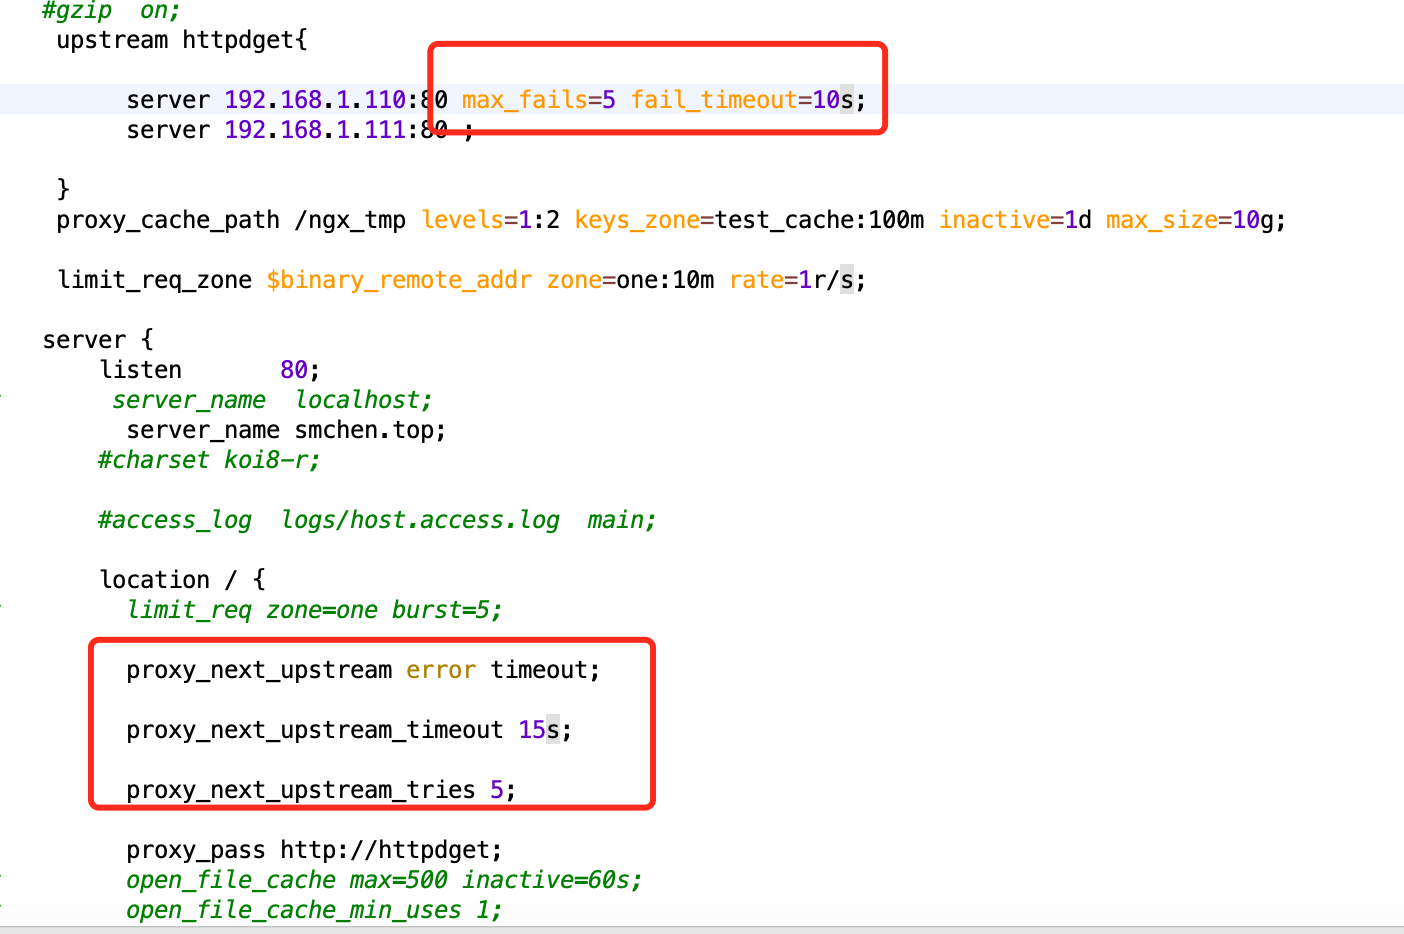 #gzip  on;
upstream httpdget{
server 192.168.1.110:80 max_fails=5 fail_timeout=10s;
server 192.168.1.111:80 ;
}
proxy_cache_path /ngx_tmp levels=1:2 keys_zone=test_cache:100m inactive=1d max_size=10g;
limit_req_zone $binary_remote_addr zone=one:10m rate=1r/s;
server {
listen       80;
server_name  localhost;
server_name smchen.top;
#charset koi8-r;
#access_log  logs/host.access.log  main;
location / {
limit_req zone=one burst=5;
proxy_next_upstream error timeout;
proxy_next_upstream_timeout 15s;
proxy_next_upstream_tries 5;
proxy_pass http://httpdget;
open_file_cache max=500 inactive=60s;
open_file_cache_min_uses 1;